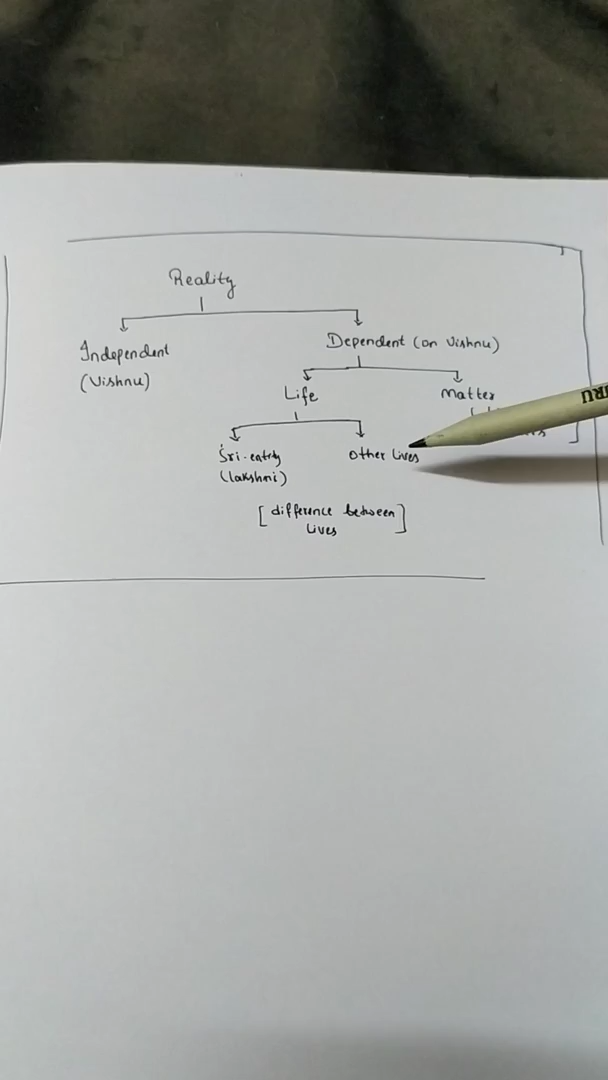 Reality
Independent
(Vishnu)
Dependent (on Vishnu)
Life
Matter
Śri-entity
(Lakshmi)
Other Lives
[difference between
Lives]